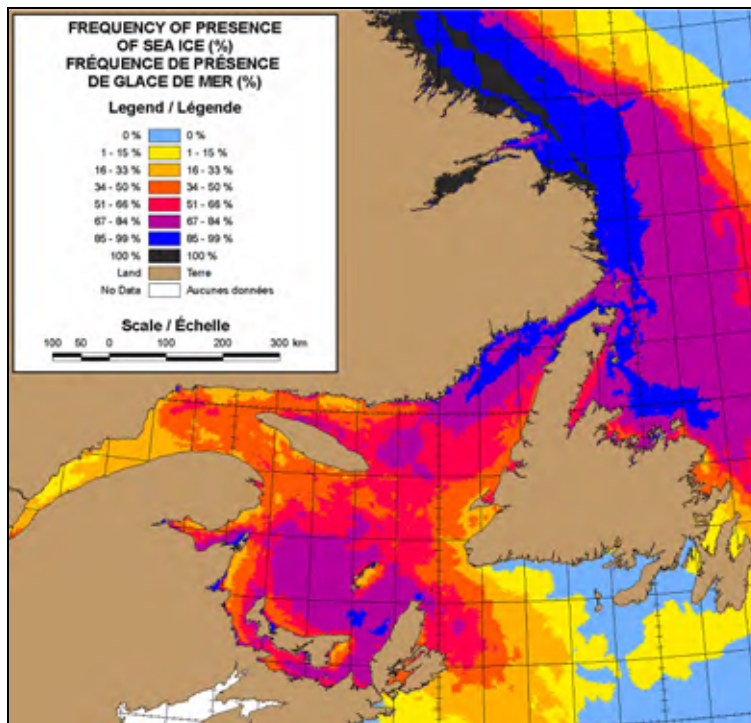 FREQUENCY OF PRESENCE
OF SEA ICE (%)
FRÉQUENCE DE PRÉSENCE
DE GLACE DE MER (%)
Legend / Légende
0 % 0 %
1 - 15 % 1 - 15 %
16 - 33 % 16 - 33 %
34 - 50 % 34 - 50 %
51 - 66 % 51 - 66 %
67 - 84 % 67 - 84 %
85 - 99 % 85 - 99 %
100 % 100 %
Land Terre
No Data Aucunes données
Scale / Échelle
100 50 0 100 200 300 km